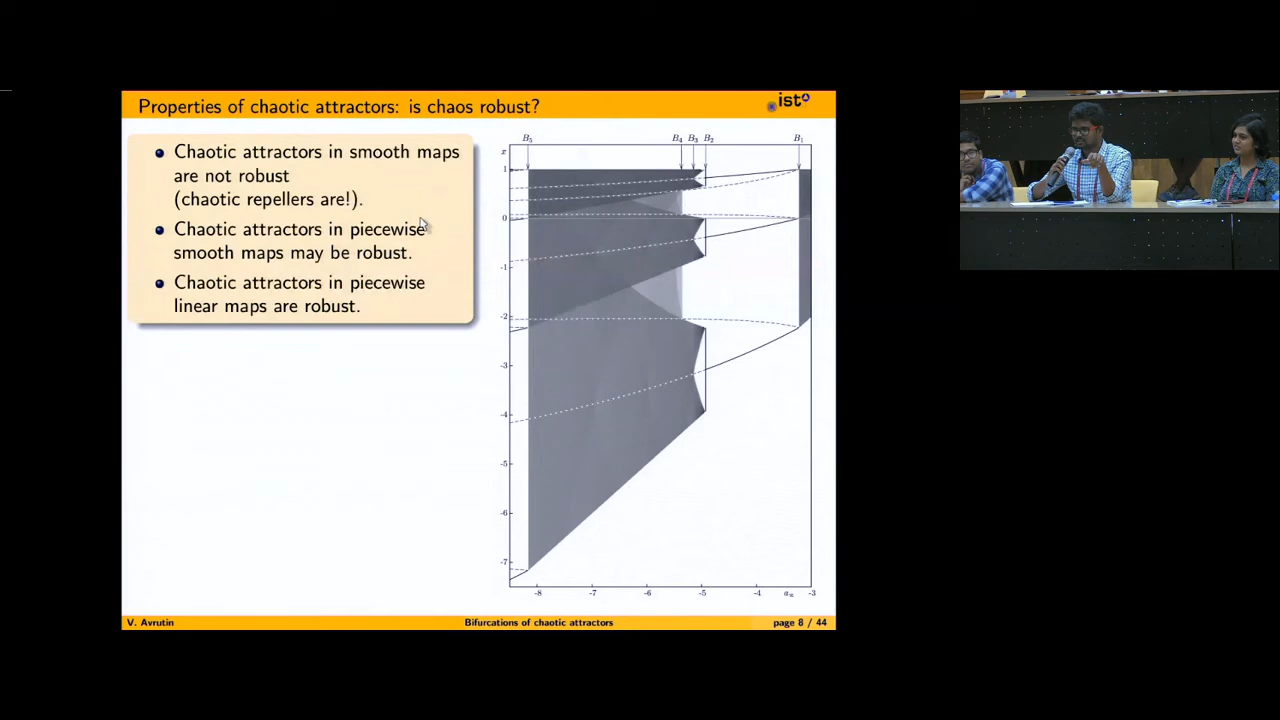 Properties of chaotic attractors: is chaos robust?
ist
Chaotic attractors in smooth maps
are not robust
(chaotic repellers are!).
Chaotic attractors in piecewise
smooth maps may be robust.
Chaotic attractors in piecewise
linear maps are robust.
B5 B4 B3 B2 B1
x
1
0
-1
-2
-3
-4
-5
-6
-7
-8 -7 -6 -5 -4 -3
V. Avrutin Bifurcations of chaotic attractors page 8 / 44